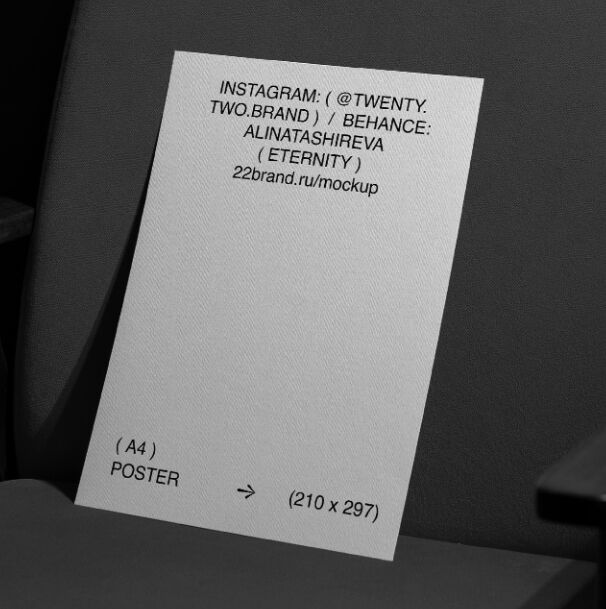 INSTAGRAM: ( @TWENTY.
TWO.BRAND ) / BEHANCE:
ALINATASHIREVA
( ETERNITY )
22brand.ru/mockup
( A4 )
POSTER → (210 x 297)